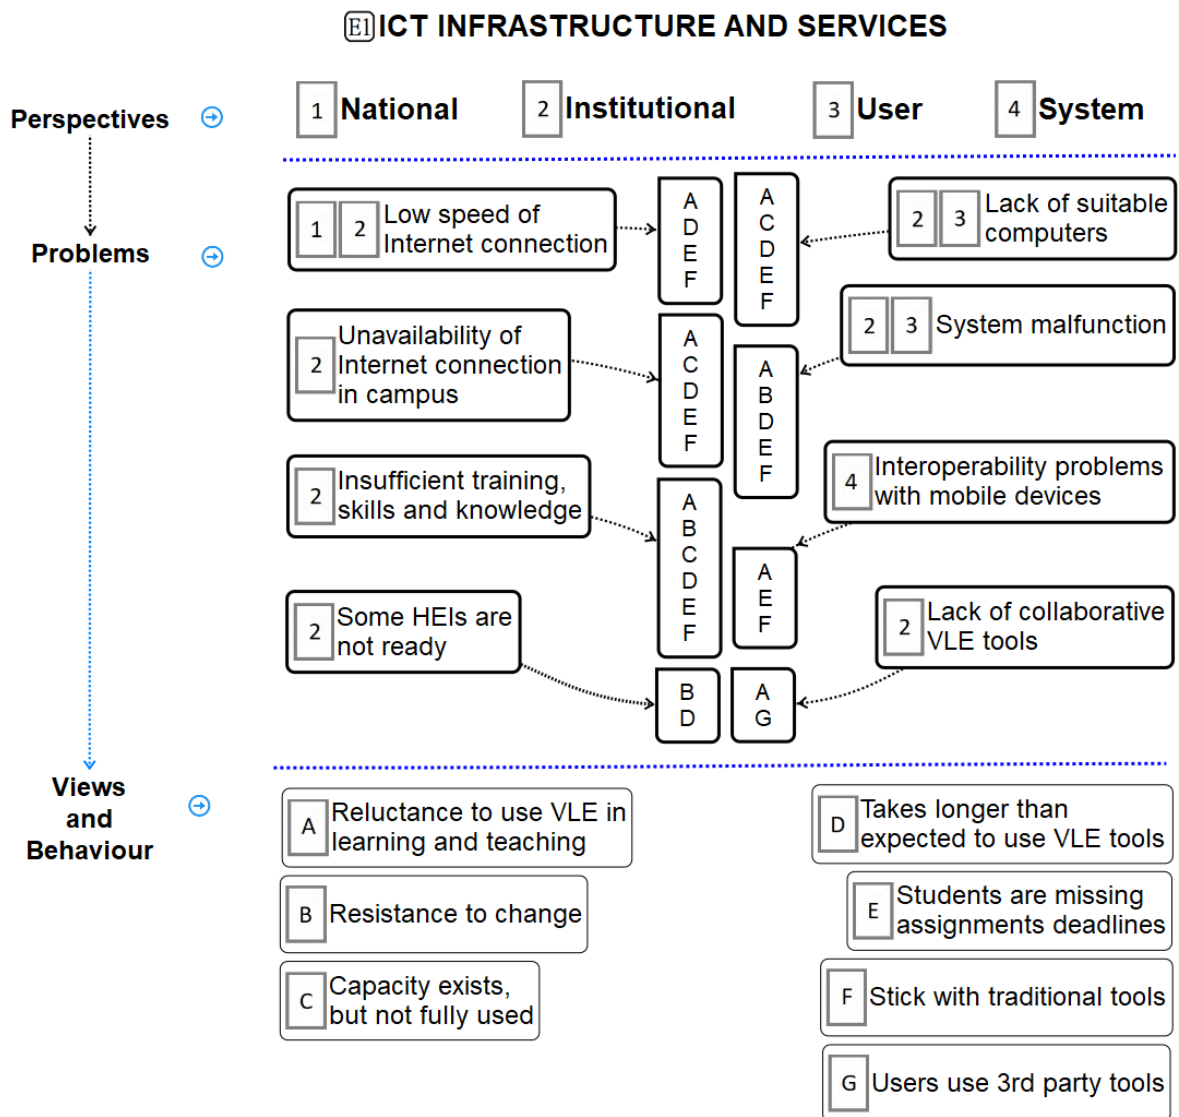 E1 ICT INFRASTRUCTURE AND SERVICES
Perspectives
1 National
2 Institutional
3 User
4 System
Problems
1 2 Low speed of
Internet connection
A
D
E
F
A
C
D
E
F
2 3 Lack of suitable
computers
2 Unavailability of
Internet connection
in campus
A
C
D
E
F
A
B
D
E
F
2 3 System malfunction
2 Insufficient training,
skills and knowledge
A
B
C
D
E
F
A
E
F
4 Interoperability problems
with mobile devices
2 Some HEIs are
not ready
B
D
A
G
2 Lack of collaborative
VLE tools
Views
and
Behaviour
A Reluctance to use VLE in
learning and teaching
B Resistance to change
C Capacity exists,
but not fully used
D Takes longer than
expected to use VLE tools
E Students are missing
assignments deadlines
F Stick with traditional tools
G Users use 3rd party tools